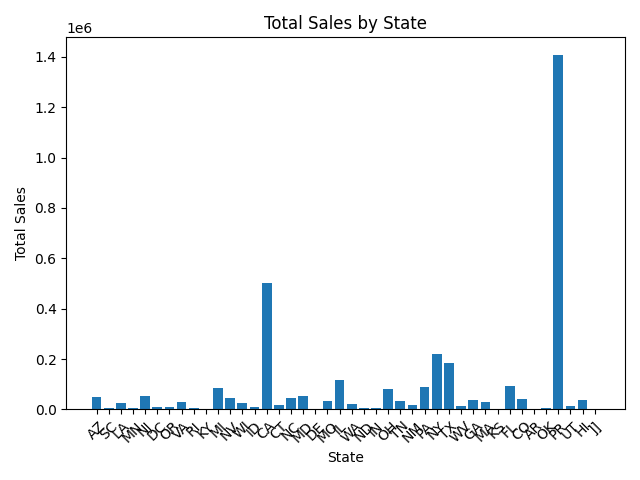 Total Sales by State
1e6
1.4
1.2
1.0
0.8
0.6
0.4
0.2
0.0
Total Sales
AZ SC LA MN NJ DC OR VA RI KY MI NV WI ID CA CT NC MD DE MO IL WA ND IN OH TN NM PA NY TX WV GA MA KS FL CO AR OK PR UT HI JJ
State